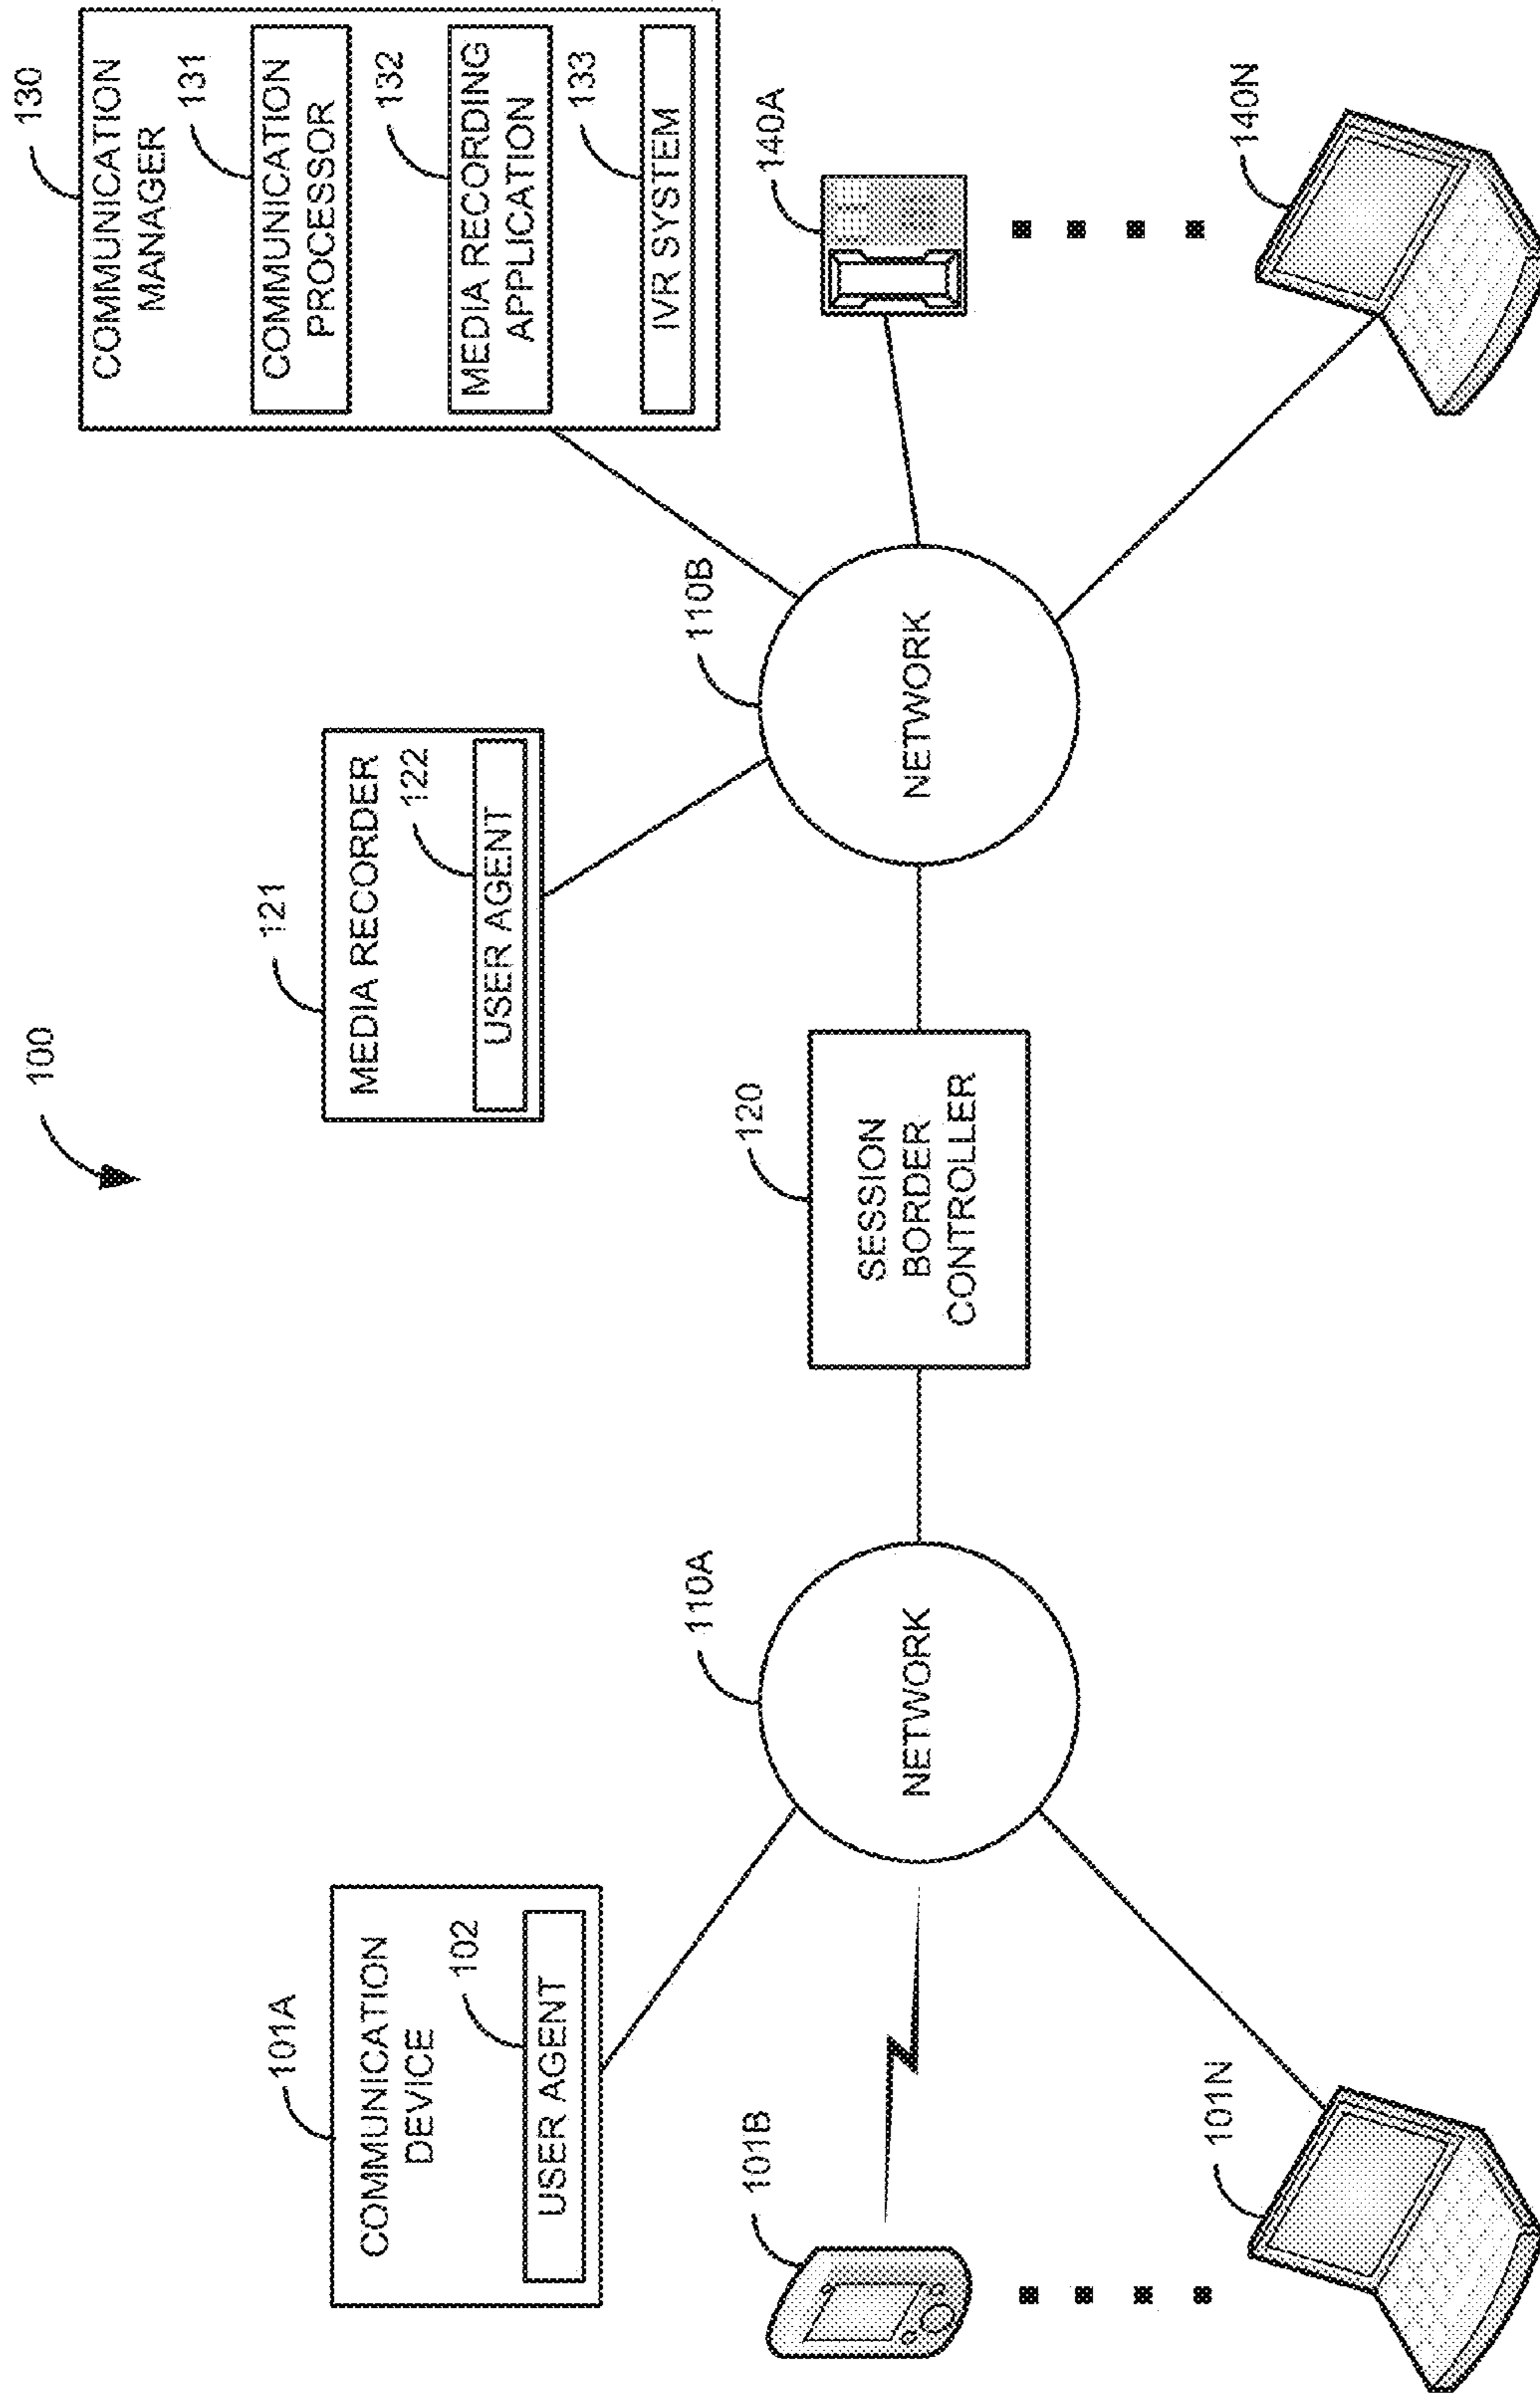 100
101A
COMMUNICATION
DEVICE
102
USER AGENT
101B
101N
110A
NETWORK
120
SESSION
BORDER
CONTROLLER
121
MEDIA RECORDER
122
USER AGENT
110B
NETWORK
130
COMMUNICATION
MANAGER
131
COMMUNICATION
PROCESSOR
132
MEDIA RECORDING
APPLICATION
133
IVR SYSTEM
140A
140N